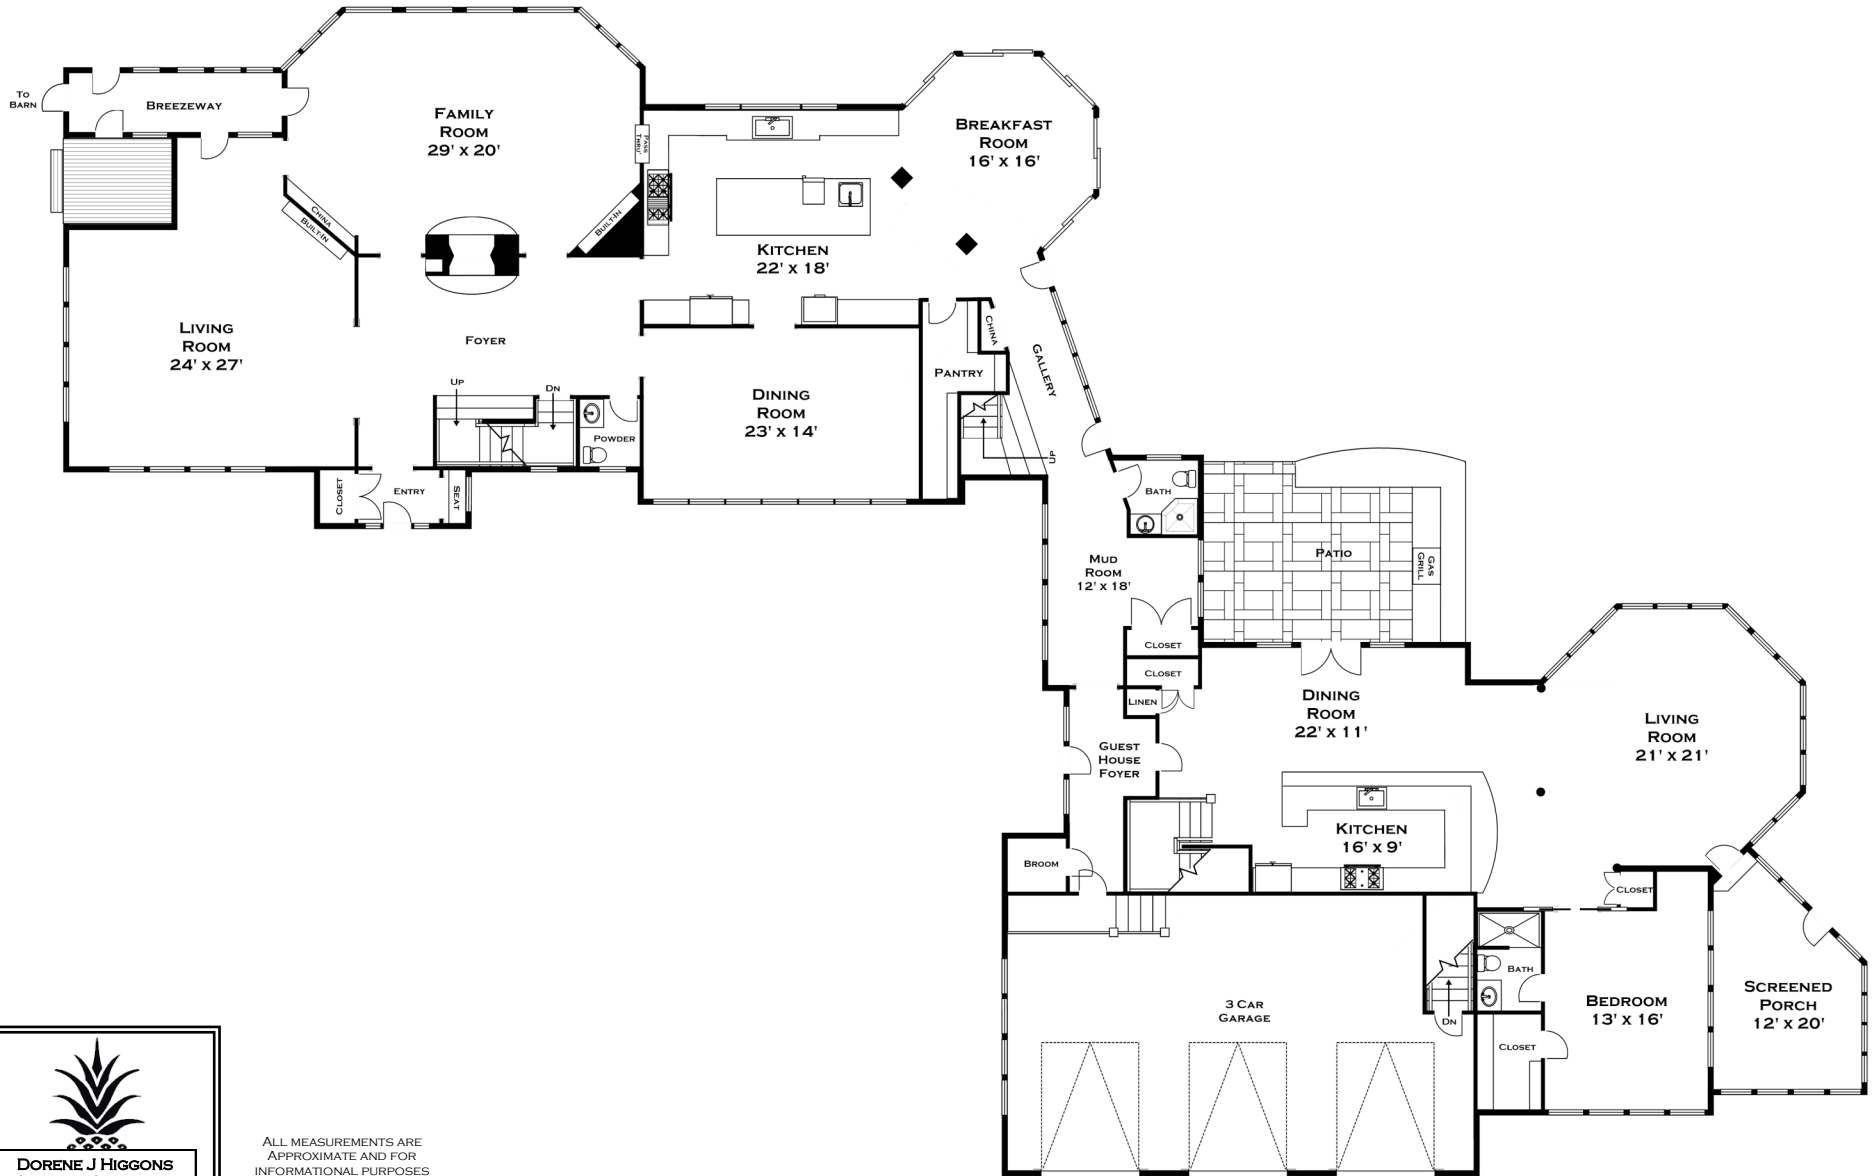 To
Barn
Breezeway
Family
Room
29' x 20'
Pass
Thru'
Breakfast
Room
16' x 16'
China
Built-In
Built-In
Kitchen
22' x 18'
Living
Room
24' x 27'
Foyer
China
Gallery
Pantry
Up
Dn
Dining
Room
23' x 14'
Powder
Up
Closet
Entry
Seat
Bath
Patio
Gas
Grill
Mud
Room
12' x 18'
Closet
Closet
Linen
Dining
Room
22' x 11'
Living
Room
21' x 21'
Guest
House
Foyer
Kitchen
16' x 9'
Broom
Closet
Bath
3 Car
Garage
Dn
Bedroom
13' x 16'
Screened
Porch
12' x 20'
Closet
Dorene J Higgons
All measurements are
Approximate and for
informational purposes